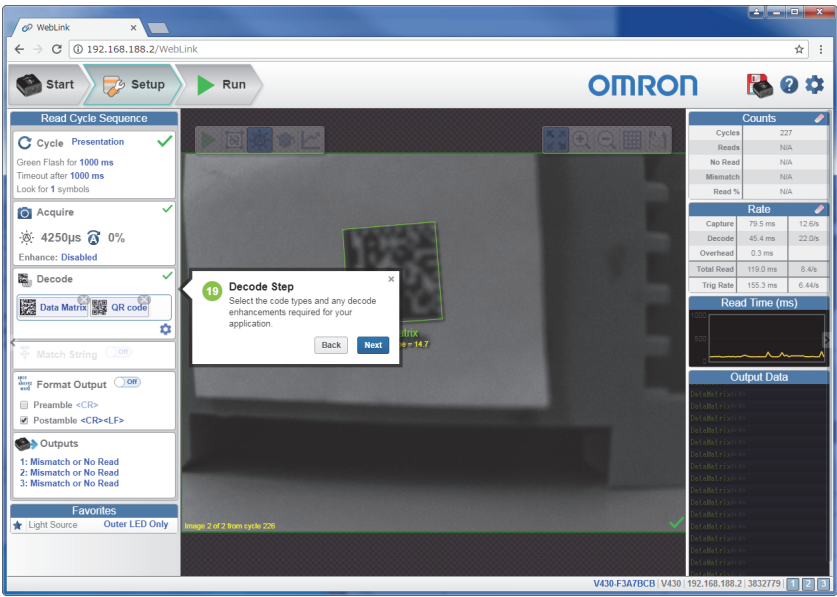 WebLink
192.168.188.2/WebLink
Start
Setup
Run
OMRON
Read Cycle Sequence
Cycle Presentation
Green Flash for 1000 ms
Timeout after 1000 ms
Look for 1 symbols
Acquire
4250µs 0%
Enhance: Disabled
Decode
Data Matrix QR code
Match String Off
Format Output Off
Preamble <CR>
Postamble <CR><LF>
Outputs
1: Mismatch or No Read
2: Mismatch or No Read
3: Mismatch or No Read
Favorites
Light Source Outer LED Only
19 Decode Step
Select the code types and any decode
enhancements required for your
application.
Back Next
= 14.7
Image 2 of 2 from cycle 226
Counts
Cycles 227
Reads N/A
No Read N/A
Mismatch N/A
Read % N/A
Rate
Capture 79.5 ms 12.6/s
Decode 45.4 ms 22.0/s
Overhead 0.3 ms
Total Read 119.0 ms 8.4/s
Trig Rate 155.3 ms 6.44/s
Read Time (ms)
1000
500
0
Output Data
V430-F3A7BCB V430 192.168.188.2 3832779 1 2 3